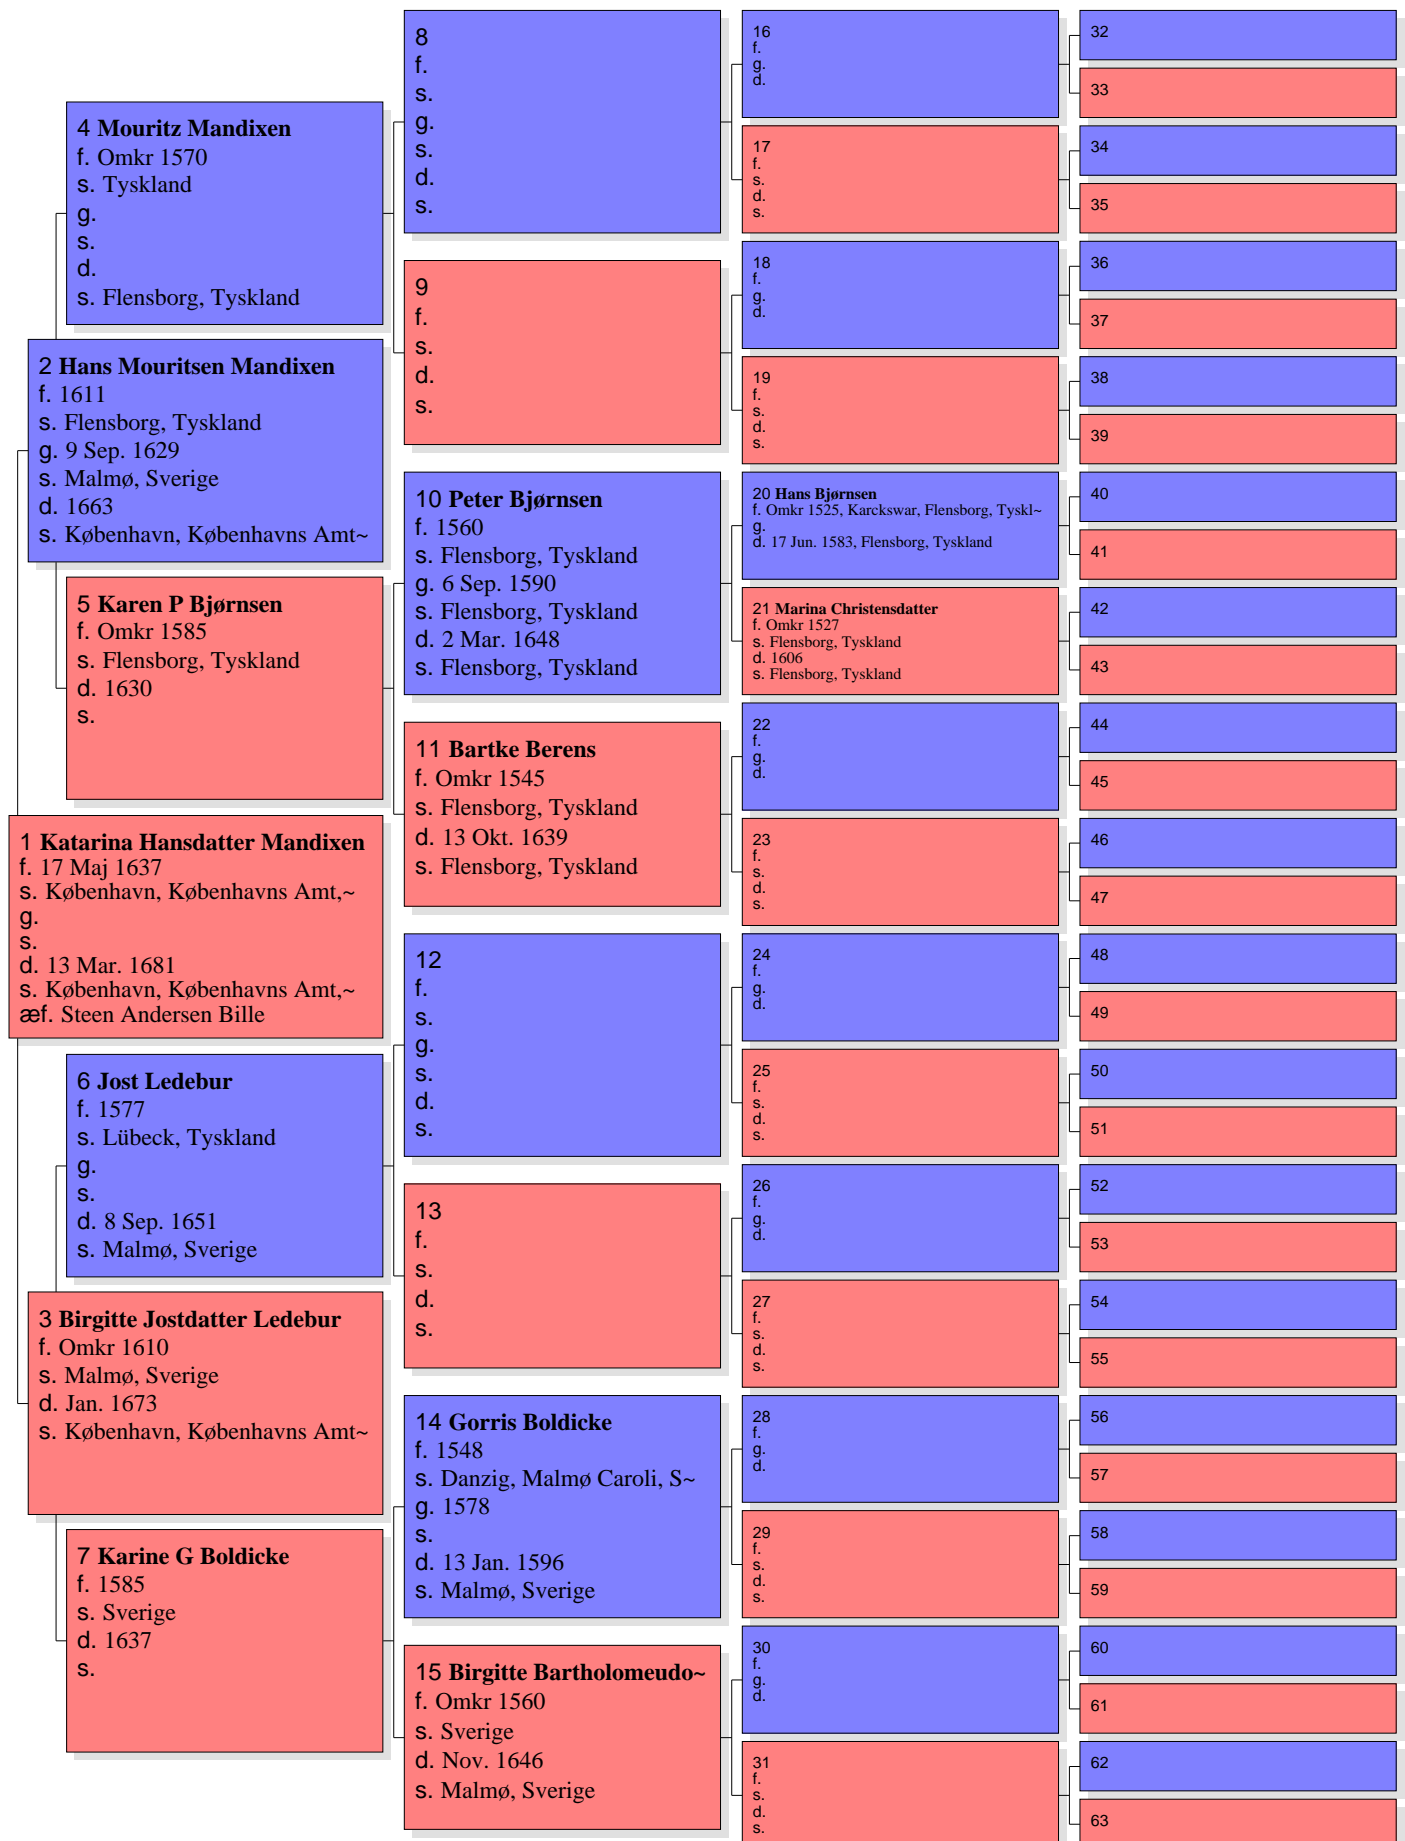 1 Katarina Hansdatter Mandixen
f. 17 Maj 1637
s. København, Københavns Amt,~
g.
s.
d. 13 Mar. 1681
s. København, Københavns Amt,~
æf. Steen Andersen Bille
2 Hans Mouritsen Mandixen
f. 1611
s. Flensborg, Tyskland
g. 9 Sep. 1629
s. Malmø, Sverige
d. 1663
s. København, Københavns Amt~
3 Birgitte Jostdatter Ledebur
f. Omkr 1610
s. Malmø, Sverige
d. Jan. 1673
s. København, Københavns Amt~
4 Mouritz Mandixen
f. Omkr 1570
s. Tyskland
g.
s.
d.
s. Flensborg, Tyskland
5 Karen P Bjørnsen
f. Omkr 1585
s. Flensborg, Tyskland
d. 1630
s.
6 Jost Ledebur
f. 1577
s. Lübeck, Tyskland
g.
s.
d. 8 Sep. 1651
s. Malmø, Sverige
7 Karine G Boldicke
f. 1585
s. Sverige
d. 1637
s.
8
f.
s.
g.
s.
d.
s.
9
f.
s.
d.
s.
10 Peter Bjørnsen
f. 1560
s. Flensborg, Tyskland
g. 6 Sep. 1590
s. Flensborg, Tyskland
d. 2 Mar. 1648
s. Flensborg, Tyskland
11 Bartke Berens
f. Omkr 1545
s. Flensborg, Tyskland
d. 13 Okt. 1639
s. Flensborg, Tyskland
12
f.
s.
g.
s.
d.
s.
13
f.
s.
d.
s.
14 Gorris Boldicke
f. 1548
s. Danzig, Malmø Caroli, S~
g. 1578
s.
d. 13 Jan. 1596
s. Malmø, Sverige
15 Birgitte Bartholomeudo~
f. Omkr 1560
s. Sverige
d. Nov. 1646
s. Malmø, Sverige
16
f.
g.
d.
17
f.
s.
d.
s.
18
f.
g.
d.
19
f.
s.
d.
s.
20 Hans Bjørnsen
f. Omkr 1525, Karckswar, Flensborg, Tyskl~
g.
d. 17 Jun. 1583, Flensborg, Tyskland
21 Marina Christensdatter
f. Omkr 1527
s. Flensborg, Tyskland
d. 1606
s. Flensborg, Tyskland
22
f.
g.
d.
23
f.
s.
d.
s.
24
f.
g.
d.
25
f.
s.
d.
s.
26
f.
g.
d.
27
f.
s.
d.
s.
28
f.
g.
d.
29
f.
s.
d.
s.
30
f.
g.
d.
31
f.
s.
d.
s.
32
33
34
35
36
37
38
39
40
41
42
43
44
45
46
47
48
49
50
51
52
53
54
55
56
57
58
59
60
61
62
63